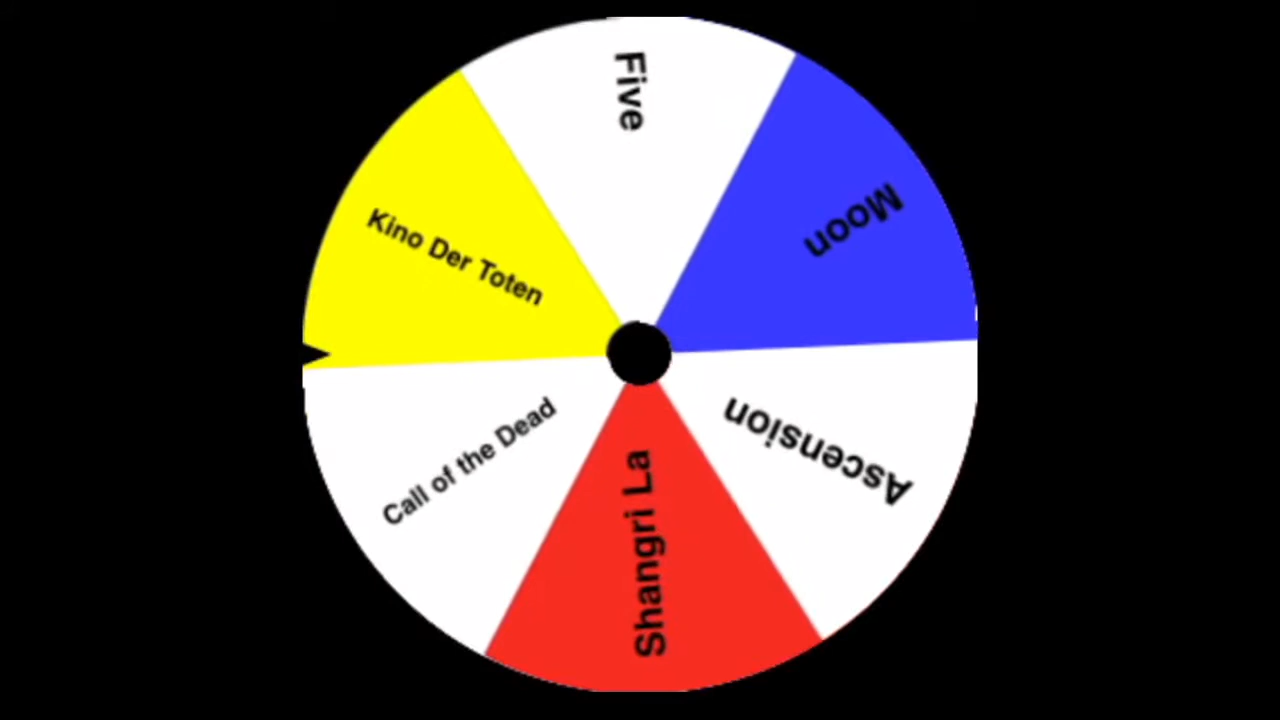 Five
Moon
Kino Der Toten
Ascension
Call of the Dead
Shangri La